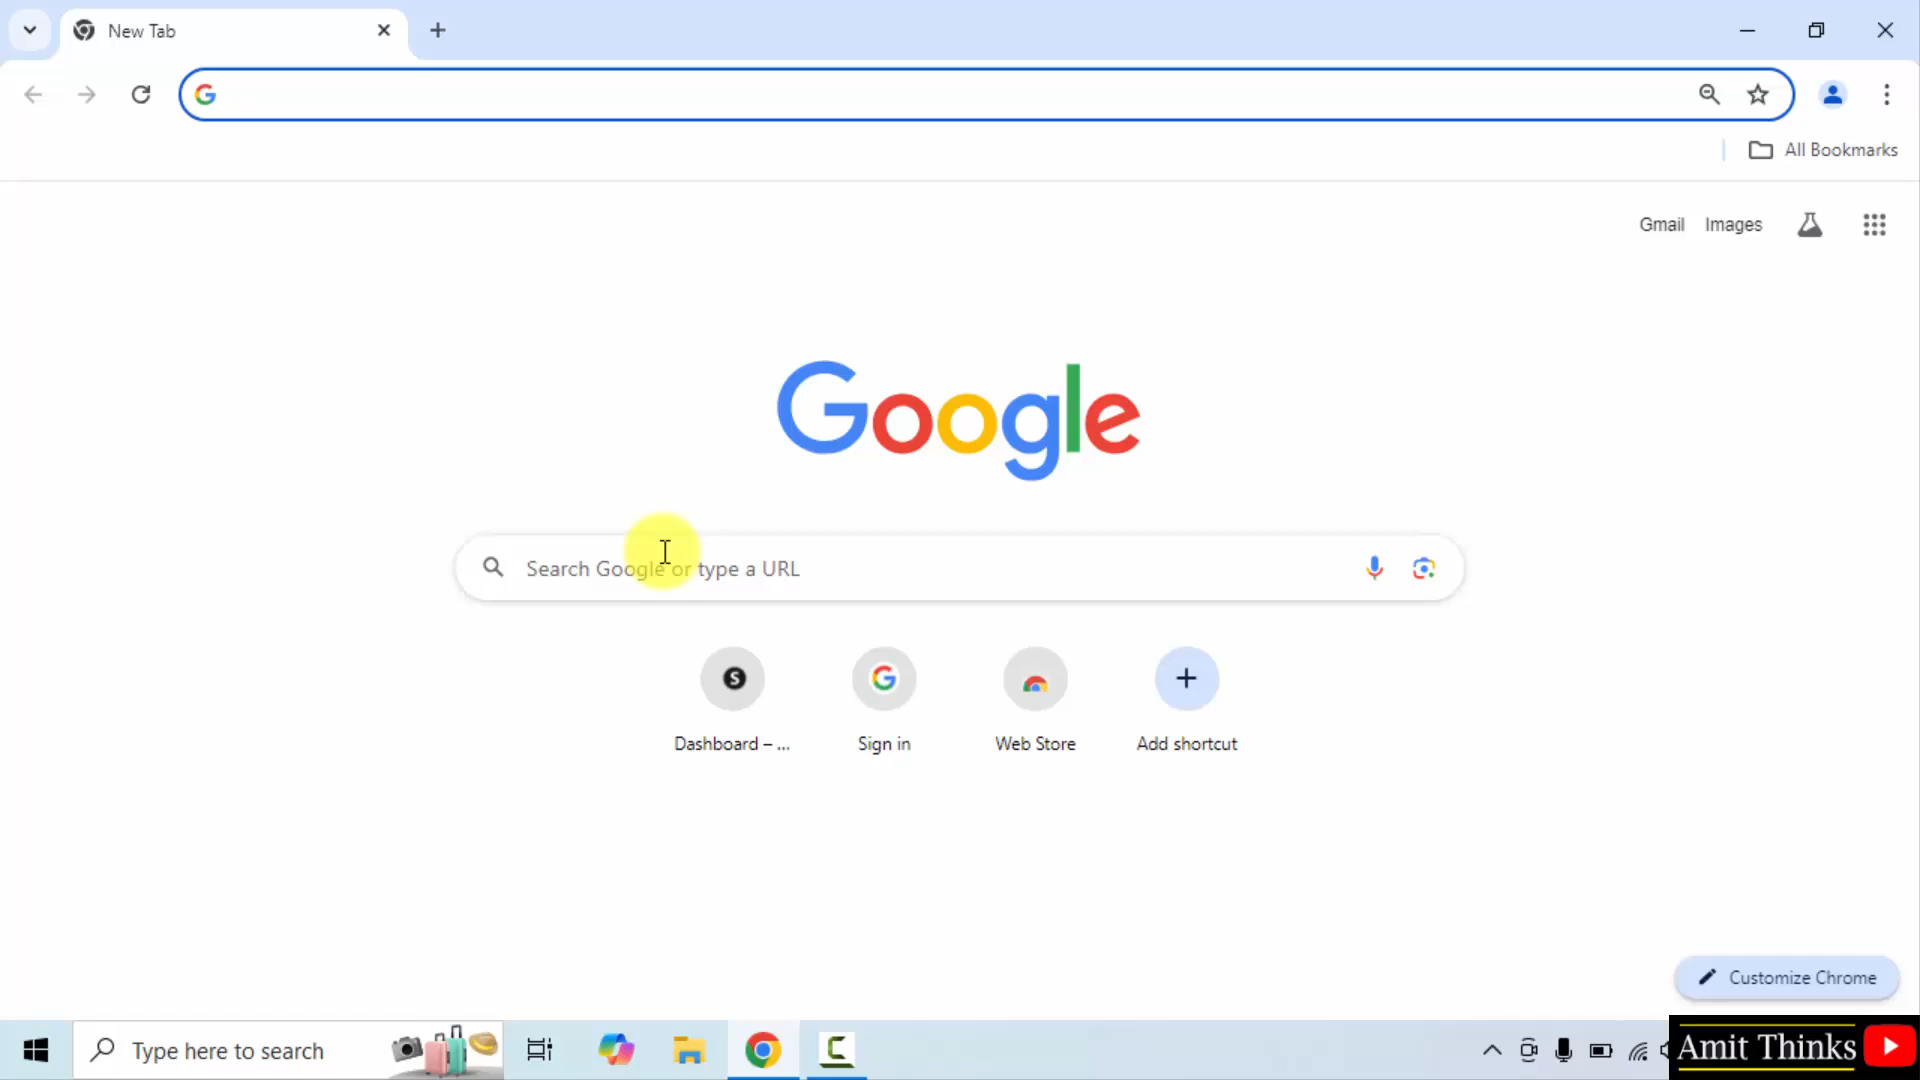 New Tab
All Bookmarks
Gmail Images
Google
Search Google or type a URL
S
Dashboard – ...
Sign in
Web Store
Add shortcut
Customize Chrome
Type here to search
Amit Thinks